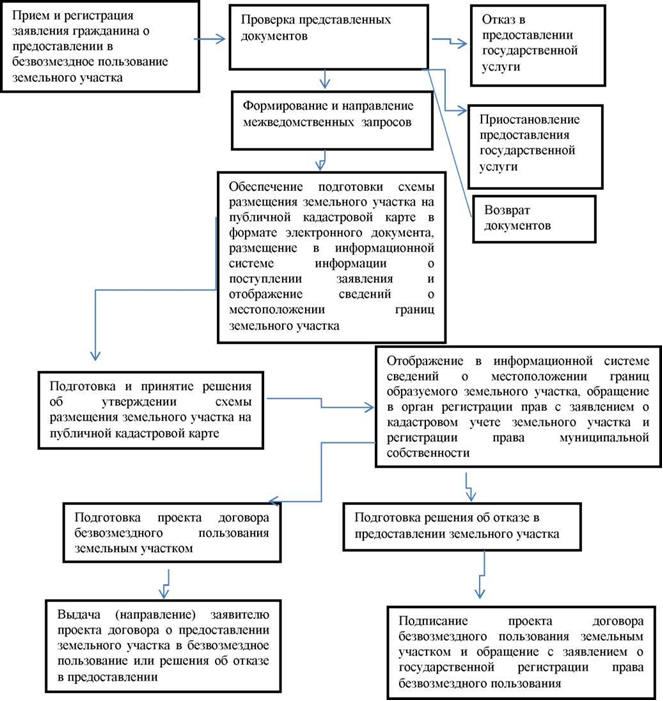 Прием и регистрация
заявления гражданина о
предоставлении в
безвозмездное пользование
земельного участка
Проверка представленных
документов
Отказ в
предоставлении
государственной
услуги
Формирование и направление
межведомственных запросов
Приостановление
предоставления
государственной
услуги
Возврат
документов
Обеспечение подготовки схемы
размещения земельного участка на
публичной кадастровой карте в
формате электронного документа,
размещение в информационной
системе информации о
поступлении заявления и
отображение сведений о
местоположении границ
земельного участка
Подготовка и принятие решения
об утверждении схемы
размещения земельного участка на
публичной кадастровой карте
Отображение в информационной системе
сведений о местоположении границ
образуемого земельного участка, обращение
в орган регистрации прав с заявлением о
кадастровом учете земельного участка и
регистрации права муниципальной
собственности
Подготовка проекта договора
безвозмездного пользования
земельным участком
Подготовка решения об отказе в
предоставлении земельного участка
Выдача (направление) заявителю
проекта договора о предоставлении
земельного участка в безвозмездное
пользование или решения об отказе
в предоставлении
Подписание проекта договора
безвозмездного пользования земельным
участком и обращение с заявлением о
государственной регистрации права
безвозмездного пользования